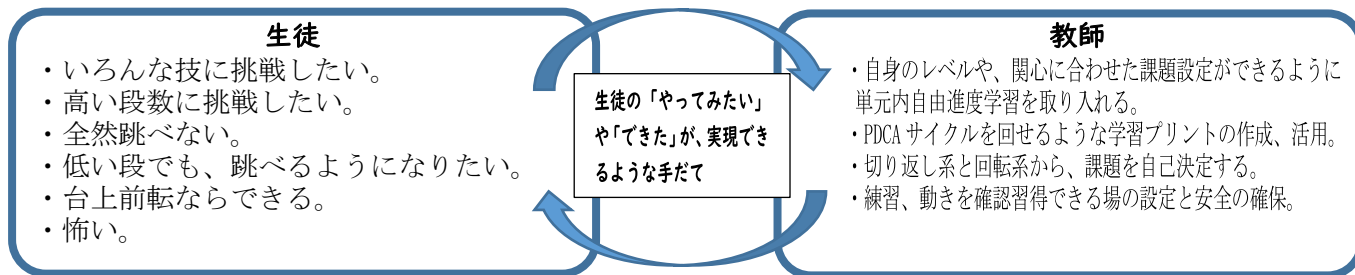 生徒
・いろんな技に挑戦したい。
・高い段数に挑戦したい。
・全然跳べない。
・低い段でも、跳べるようになりたい。
・台上前転ならできる。
・怖い。
生徒の「やってみたい」
や「できた」が、実現でき
るような手だて
教師
・自身のレベルや、関心に合わせた課題設定ができるように
単元内自由進度学習を取り入れる。
・PDCAサイクルを回せるような学習プリントの作成、活用。
・切り返し系と回転系から、課題を自己決定する。
・練習、動きを確認習得できる場の設定と安全の確保。